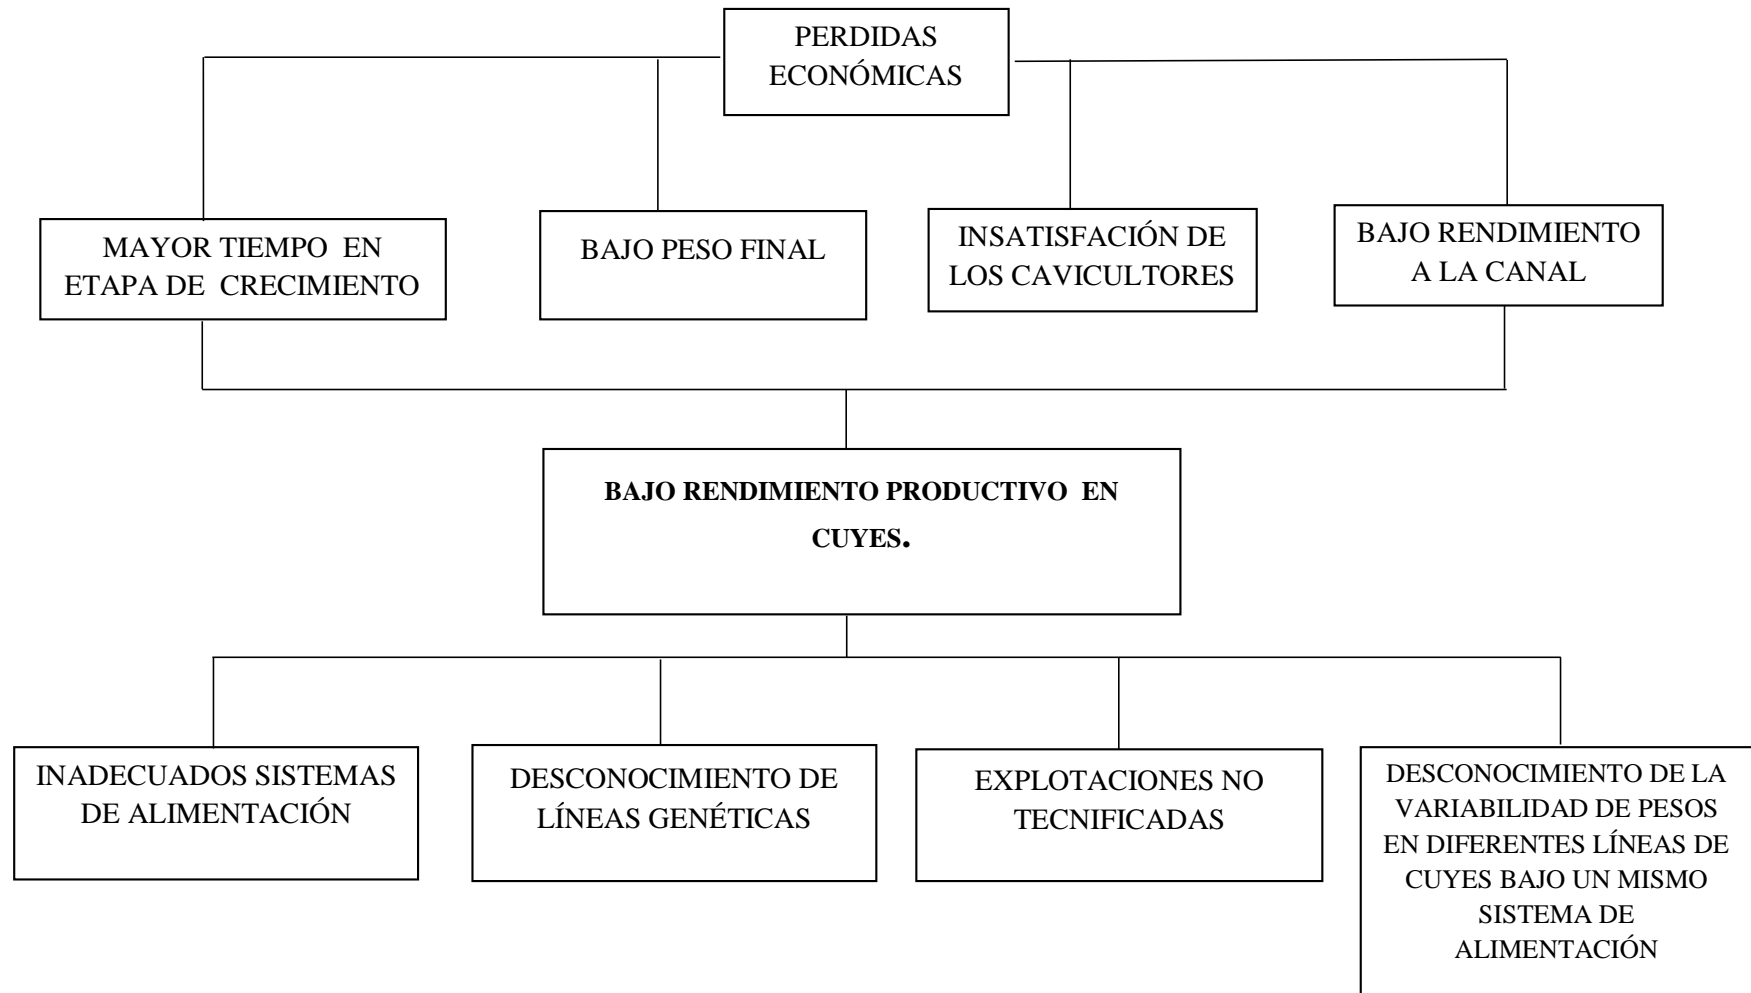 PERDIDAS
ECONÓMICAS
MAYOR TIEMPO EN
ETAPA DE CRECIMIENTO
BAJO PESO FINAL
INSATISFACIÓN DE
LOS CAVICULTORES
BAJO RENDIMIENTO
A LA CANAL
BAJO RENDIMIENTO PRODUCTIVO EN
CUYES.
INADECUADOS SISTEMAS
DE ALIMENTACIÓN
DESCONOCIMIENTO DE
LÍNEAS GENÉTICAS
EXPLOTACIONES NO
TECNIFICADAS
DESCONOCIMIENTO DE LA
VARIABILIDAD DE PESOS
EN DIFERENTES LÍNEAS DE
CUYES BAJO UN MISMO
SISTEMA DE
ALIMENTACIÓN